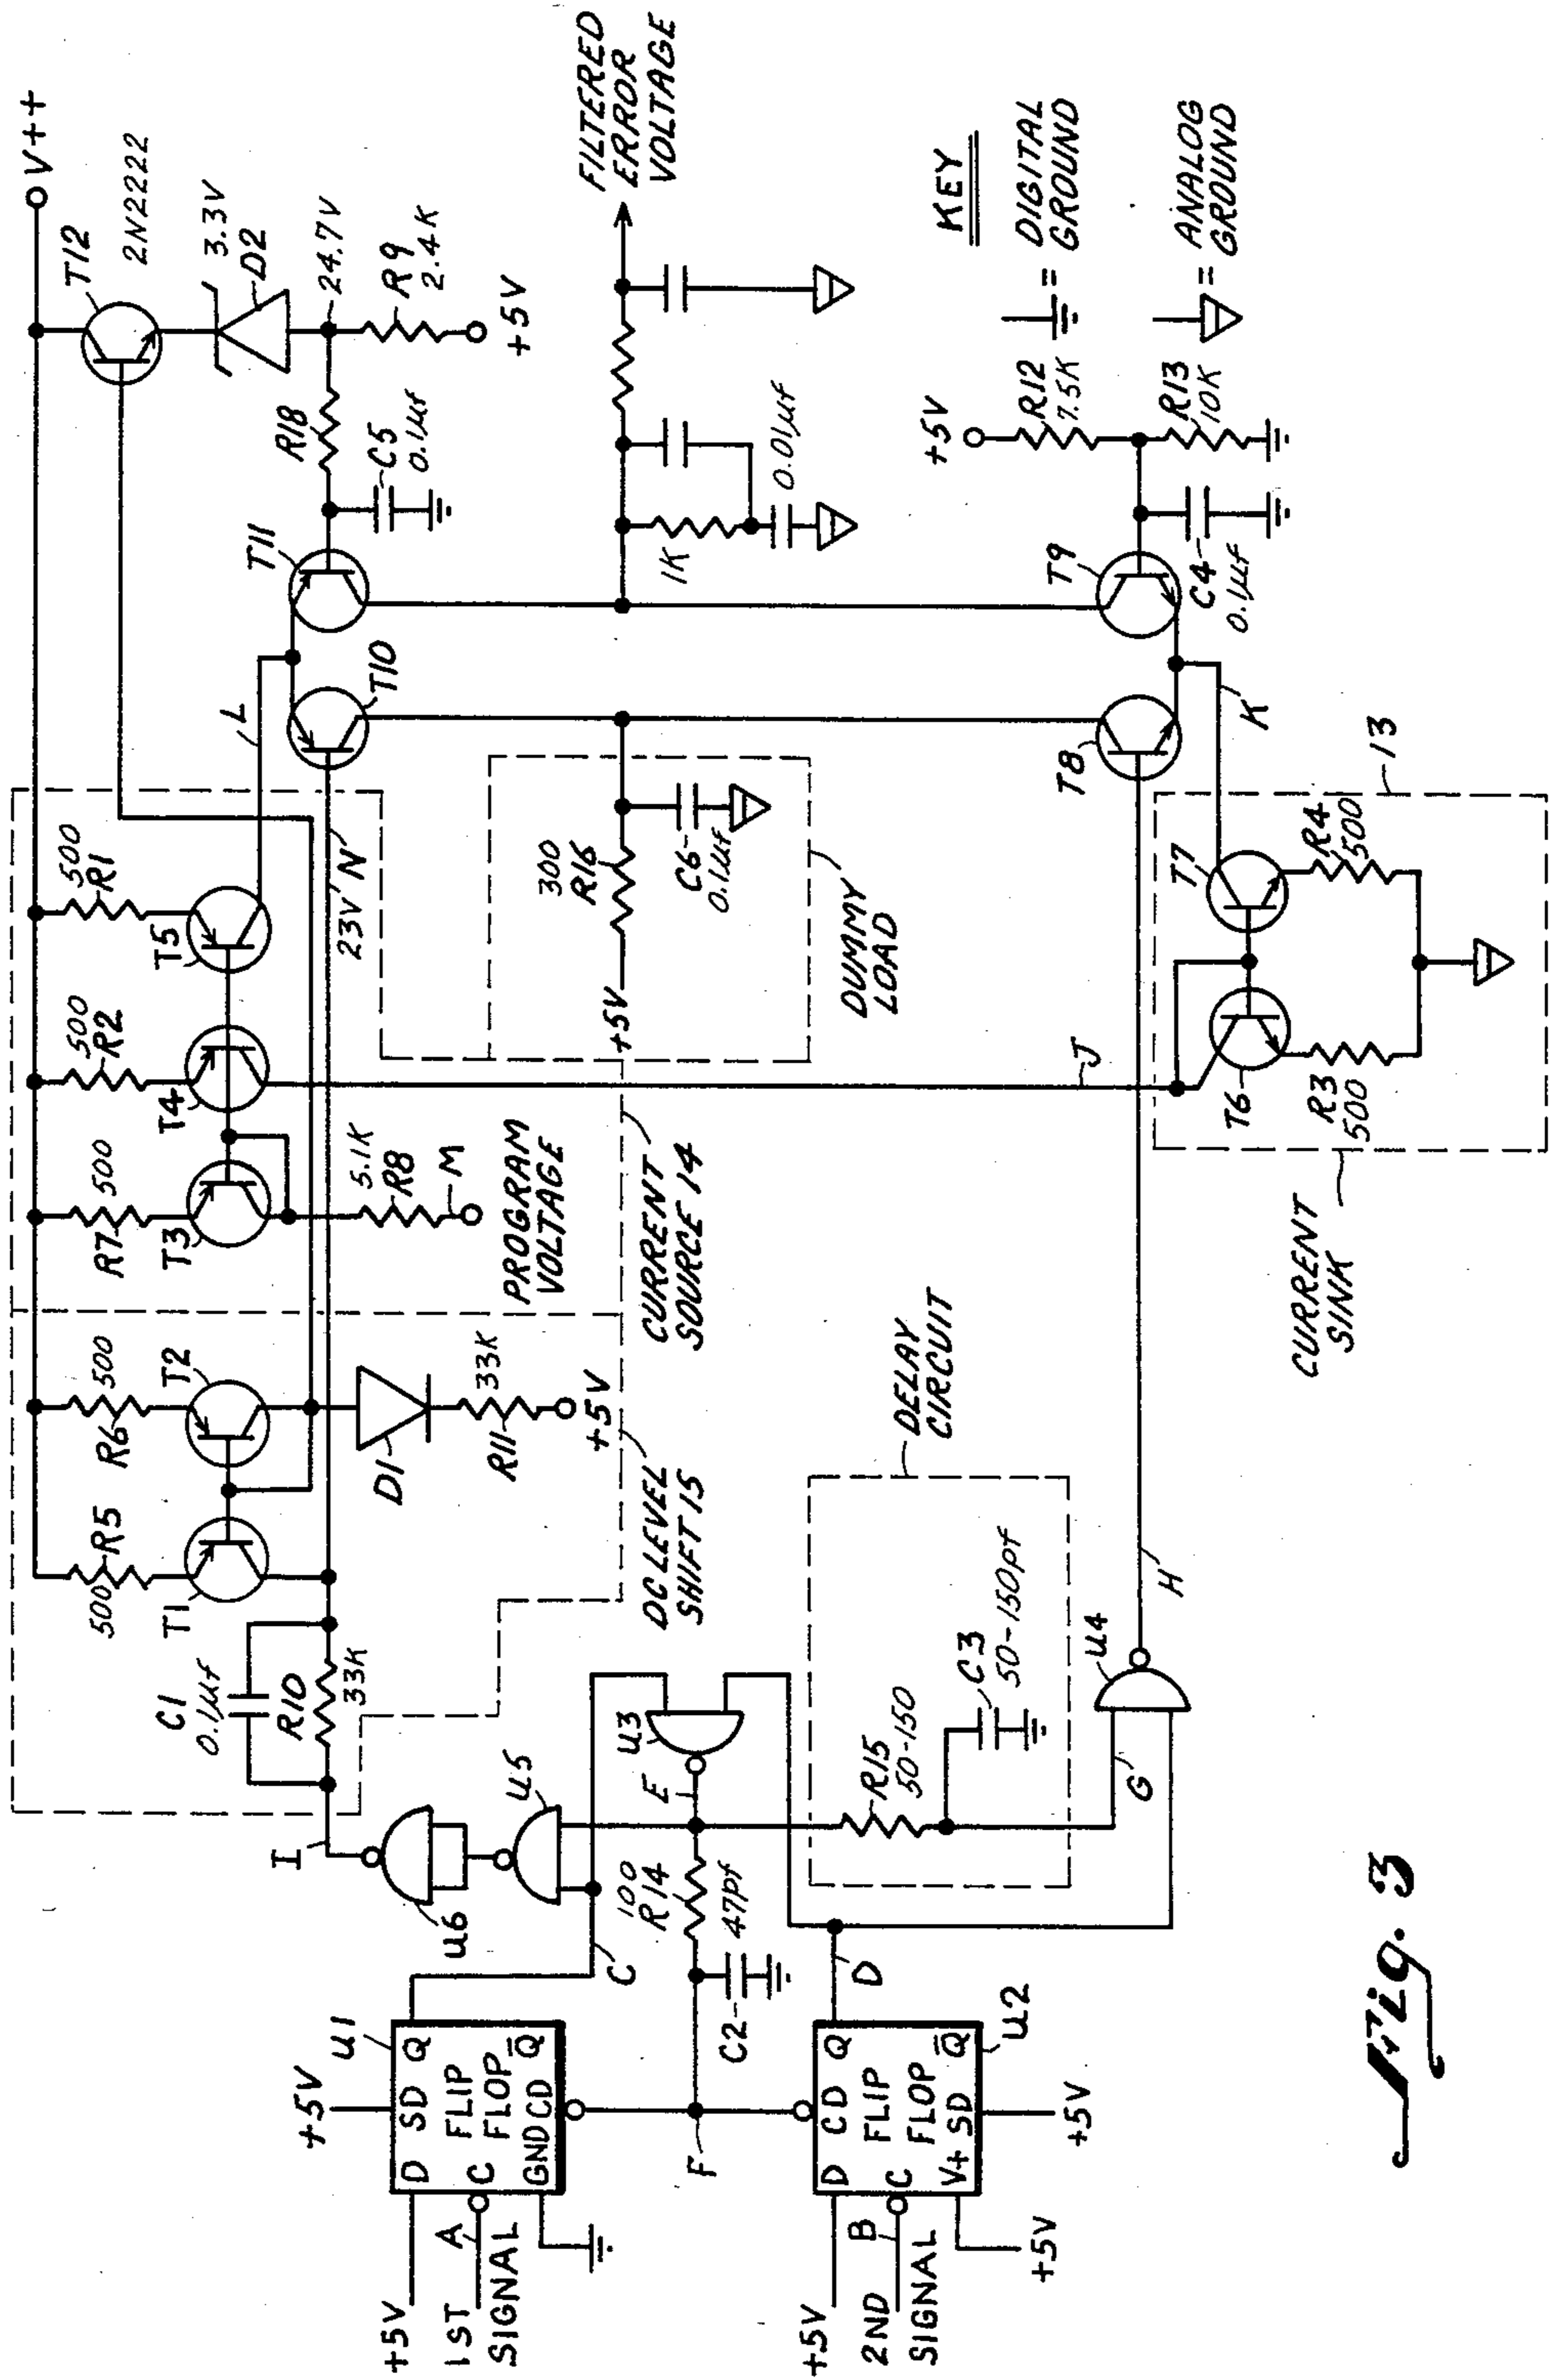 V++
T12
2N2222
3.3V
D2
24.7V
R9
2.4K
+5V
R18
C5
0.1µf
T11
T10
L
500
R1
T5
500
R2
T4
R7
500
T3
5.1K
R8
M
PROGRAM
VOLTAGE
CURRENT
SOURCE 14
500
R6
T2
D1
R11
33K
+5V
500
R5
T1
C1
0.1µf
R10
33K
DC LEVEL
SHIFT 15
23V
N
FILTERED
ERROR
VOLTAGE
1K
0.01µf
300
R16
+5V
C6
0.1µf
DUMMY
LOAD
KEY
= DIGITAL
GROUND
= ANALOG
GROUND
+5V
R12
7.5K
R13
10K
T9
C4
0.1µf
T8
K
13
T7
R4
500
T6
R3
500
J
CURRENT
SINK
DELAY
CIRCUIT
R15
50-150
C3
50-150pf
G
U4
H
I
U6
U5
U3
E
100
R14
C2
47pf
C
D
F
+5V
U1
SD
D
Q
FLIP
FLOP
C
GND
CD
Q̅
+5V
1ST
SIGNAL
A
D
CD
Q
FLIP
FLOP
C
V+
SD
Q̅
U2
+5V
2ND
SIGNAL
B
+5V
+5V
Fig. 3